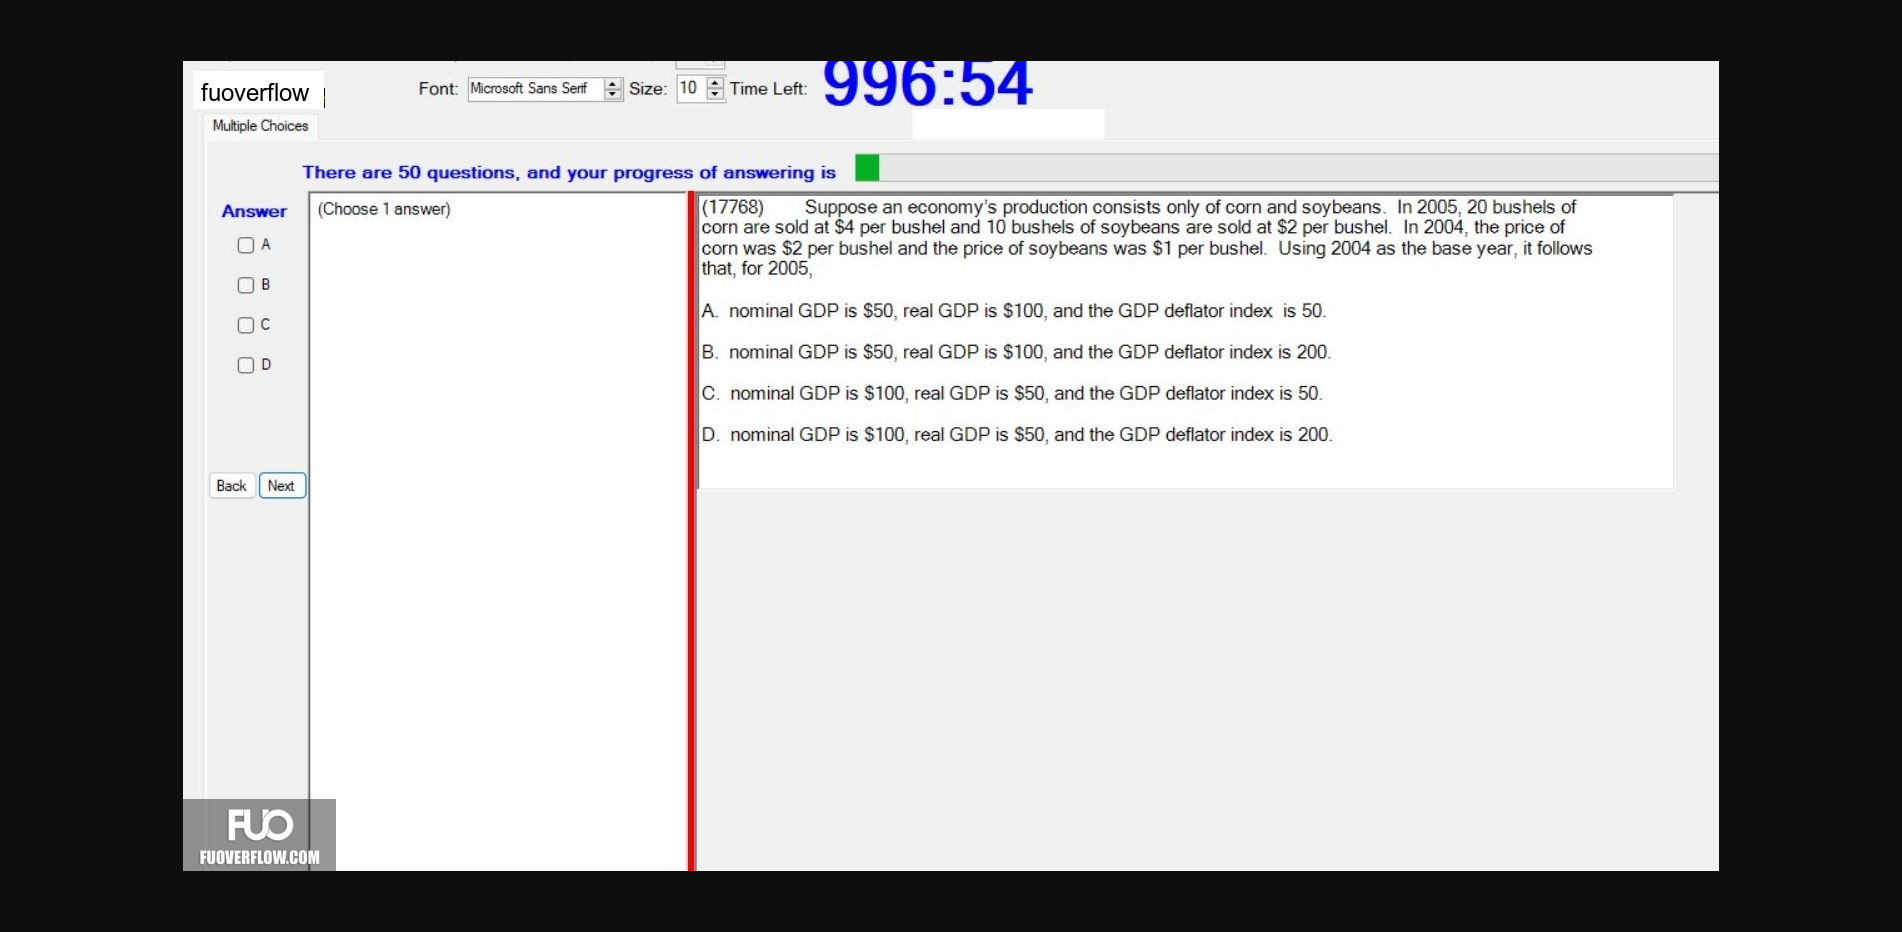 fuoverflow
Font: Microsoft Sans Serif Size: 10 Time Left: 996:54
Multiple Choices
There are 50 questions, and your progress of answering is
Answer
(Choose 1 answer)
A
B
C
D
Back Next
(17768) Suppose an economy's production consists only of corn and soybeans. In 2005, 20 bushels of
corn are sold at $4 per bushel and 10 bushels of soybeans are sold at $2 per bushel. In 2004, the price of
corn was $2 per bushel and the price of soybeans was $1 per bushel. Using 2004 as the base year, it follows
that, for 2005,
A. nominal GDP is $50, real GDP is $100, and the GDP deflator index is 50.
B. nominal GDP is $50, real GDP is $100, and the GDP deflator index is 200.
C. nominal GDP is $100, real GDP is $50, and the GDP deflator index is 50.
D. nominal GDP is $100, real GDP is $50, and the GDP deflator index is 200.
FUO
FUOVERFLOW.COM